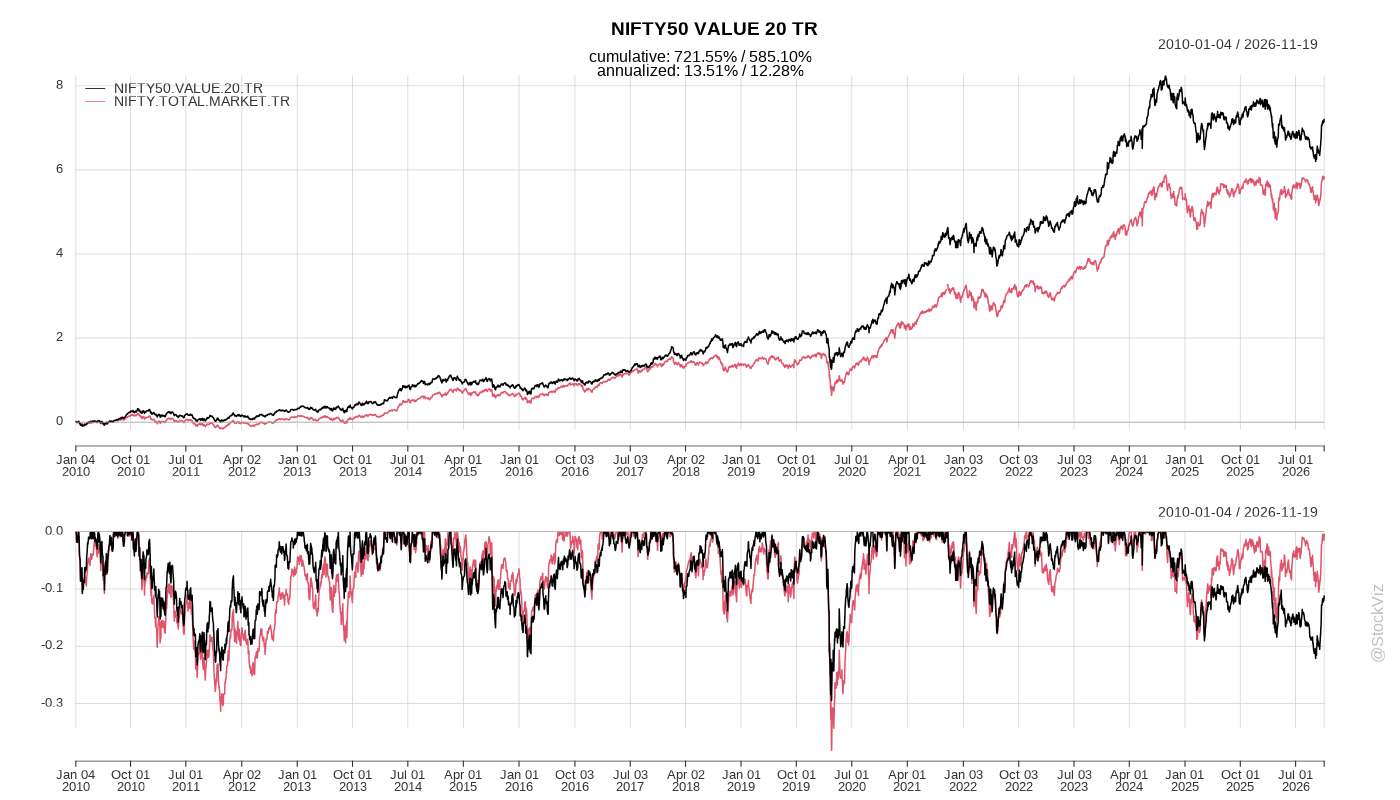 NIFTY50 VALUE 20 TR
2010-01-04 / 2026-11-19
cumulative: 721.55% / 585.10%
annualized: 13.51% / 12.28%
NIFTY50.VALUE.20.TR
NIFTY.TOTAL.MARKET.TR
8
6
4
2
0
Jan 04 Oct 01 Jul 01 Apr 02 Jan 01 Oct 01 Jul 01 Apr 01 Jan 01 Oct 03 Jul 03 Apr 02 Jan 01 Oct 01 Jul 01 Apr 01 Jan 03 Oct 03 Jul 03 Apr 01 Jan 01 Oct 01 Jul 01
2010 2010 2011 2012 2013 2013 2014 2015 2016 2016 2017 2018 2019 2019 2020 2021 2022 2022 2023 2024 2025 2025 2026
2010-01-04 / 2026-11-19
0.0
-0.1
-0.2
-0.3
Jan 04 Oct 01 Jul 01 Apr 02 Jan 01 Oct 01 Jul 01 Apr 01 Jan 01 Oct 03 Jul 03 Apr 02 Jan 01 Oct 01 Jul 01 Apr 01 Jan 03 Oct 03 Jul 03 Apr 01 Jan 01 Oct 01 Jul 01
2010 2010 2011 2012 2013 2013 2014 2015 2016 2016 2017 2018 2019 2019 2020 2021 2022 2022 2023 2024 2025 2025 2026
@StockViz